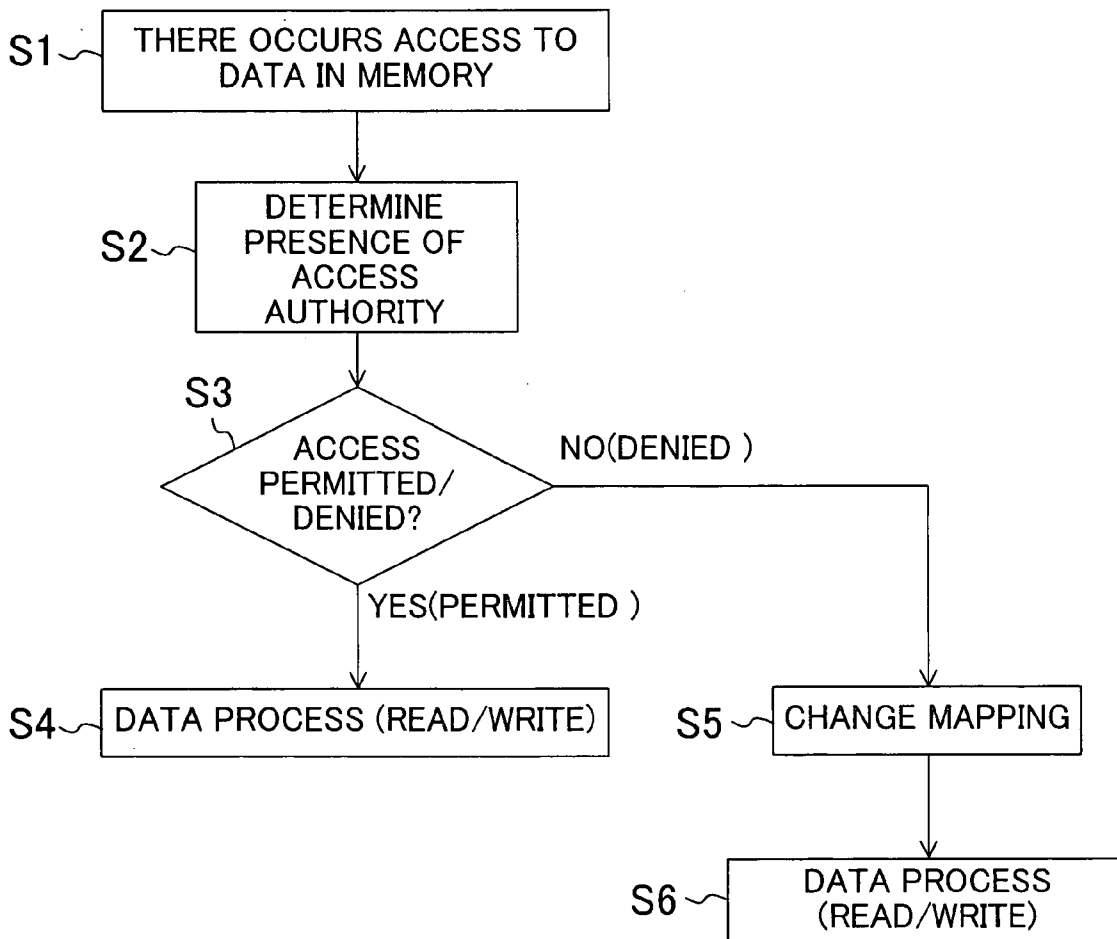 S1
THERE OCCURS ACCESS TO
DATA IN MEMORY
S2
DETERMINE
PRESENCE OF
ACCESS
AUTHORITY
S3
ACCESS
PERMITTED/
DENIED?
NO(DENIED )
YES(PERMITTED )
S4
DATA PROCESS (READ/WRITE)
S5
CHANGE MAPPING
S6
DATA PROCESS
(READ/WRITE)